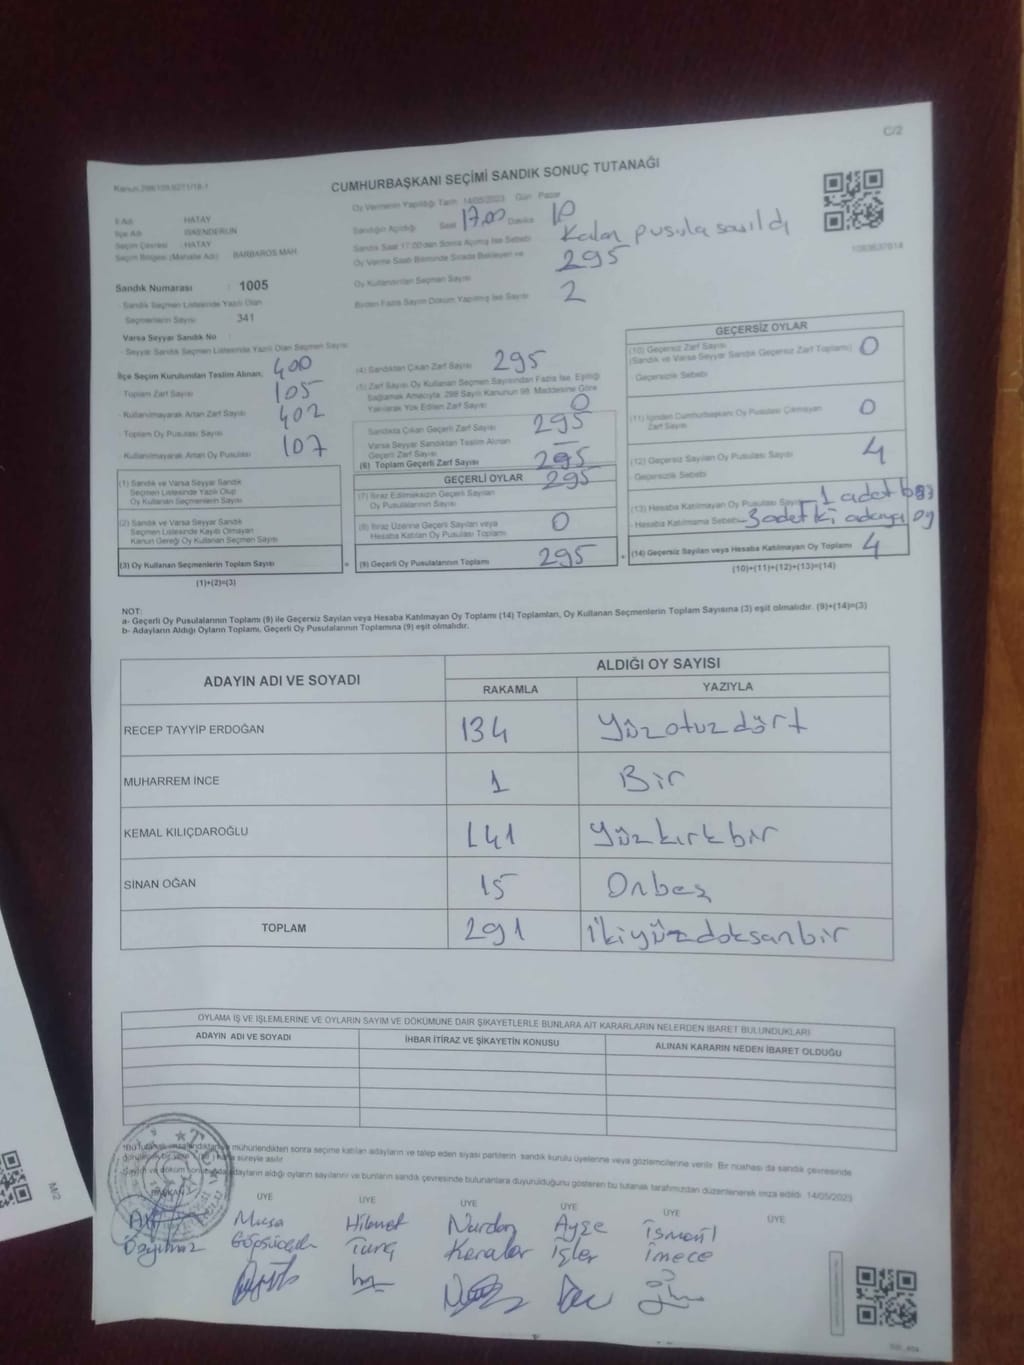 C/2
Kanun 298/105,6271/18-1
CUMHURBAŞKANI SEÇİMİ SANDIK SONUÇ TUTANAĞI
İl Adı HATAY
İlçe Adı İSKENDERUN
Seçim Çevresi : HATAY
Seçim Bölgesi (Mahalle Adı) BARBAROS MAH
Oy Vermenin Yapıldığı Tarih 14/05/2023 Gün Pazar
Sandığın Açıldığı Saat 17.00 Dakika 10
Sandık Saat 17:00'den Sonra Açılmış İse Sebebi Kalan pusula sayıldı
Oy Verme Saati Bitiminde Sırada Bekleyen ve
Oy Kullandırılan Seçmen Sayısı 295
Birden Fazla Sayım Döküm Yapılmış İse Sayısı 2
Sandık Numarası : 1005
- Sandık Seçmen Listesinde Yazılı Olan
Seçmenlerin Sayısı 341
Varsa Seyyar Sandık No :
- Seyyar Sandık Seçmen Listesinde Yazılı Olan Seçmen Sayısı
İlçe Seçim Kurulundan Teslim Alınan;
- Toplam Zarf Sayısı 400
- Kullanılmayarak Artan Zarf Sayısı 105
- Toplam Oy Pusulası Sayısı 402
- Kullanılmayarak Artan Oy Pusulası 107
(1) Sandık ve Varsa Seyyar Sandık
Seçmen Listesinde Yazılı Olup
Oy Kullanan Seçmenlerin Sayısı
(2) Sandık ve Varsa Seyyar Sandık
Seçmen Listesinde Kayıtlı Olmayan
Kanun Gereği Oy Kullanan Seçmen Sayısı
(3) Oy Kullanan Seçmenlerin Toplam Sayısı
(1)+(2)=(3)
(4) Sandıktan Çıkan Zarf Sayısı 295
(5) Zarf Sayısı Oy Kullanan Seçmen Sayısından Fazla İse, Eşitliği
Sağlamak Amacıyla, 298 Sayılı Kanunun 98. Maddesine Göre
Yakılarak Yok Edilen Zarf Sayısı 0
Sandıkta Çıkan Geçerli Zarf Sayısı 295
Varsa Seyyar Sandıktan Teslim Alınan
Geçerli Zarf Sayısı —
(6) Toplam Geçerli Zarf Sayısı 295
GEÇERLİ OYLAR
(7) İtiraz Edilmeksizin Geçerli Sayılan
Oy Pusulasının Sayısı 295
(8) İtiraz Üzerine Geçerli Sayılan veya
Hesaba Katılan Oy Pusulası Toplamı 0
(9) Geçerli Oy Pusulalarının Toplamı 295
GEÇERSİZ OYLAR
(10) Geçersiz Zarf Sayısı
(Sandık ve Varsa Seyyar Sandık Geçersiz Zarf Toplamı) 0
- Geçersizlik Sebebi
(11) İçinden Cumhurbaşkanı Oy Pusulası Çıkmayan
Zarf Sayısı 0
(12) Geçersiz Sayılan Oy Pusulası Sayısı 4
- Geçersizlik Sebebi
(13) Hesaba Katılmayan Oy Pusulası Sayısı 1 adet boş
- Hesaba Katılmama Sebebi 3 adet iki adaya oy
(14) Geçersiz Sayılan veya Hesaba Katılmayan Oy Toplamı 4
(10)+(11)+(12)+(13)=(14)
NOT:
a- Geçerli Oy Pusulalarının Toplamı (9) ile Geçersiz Sayılan veya Hesaba Katılmayan Oy Toplamı (14) Toplamları, Oy Kullanan Seçmenlerin Toplam Sayısına (3) eşit olmalıdır. (9)+(14)=(3)
b- Adayların Aldığı Oyların Toplamı, Geçerli Oy Pusulalarının Toplamına (9) eşit olmalıdır.
ADAYIN ADI VE SOYADI ALDIĞI OY SAYISI
RAKAMLA YAZIYLA
RECEP TAYYİP ERDOĞAN 134 Yüzotuzdört
MUHARREM İNCE 1 Bir
KEMAL KILIÇDAROĞLU 141 Yüzkırkbir
SİNAN OĞAN 15 Onbeş
TOPLAM 291 ikiyüzdoksanbir
OYLAMA İŞ VE İŞLEMLERİNE VE OYLARIN SAYIM VE DÖKÜMÜNE DAİR ŞİKAYETLERLE BUNLARA AİT KARARLARIN NELERDEN İBARET BULUNDUKLARI
ADAYIN ADI VE SOYADI İHBAR İTİRAZ VE ŞİKAYETİN KONUSU ALINAN KARARIN NEDEN İBARET OLDUĞU
mühürlendikten sonra seçime katılan adayların ve talep eden siyasi partilerin sandık kurulu üyelerine veya gözlemcilerine verilir. Bir nüshası da sandık çevresinde
süreyle asılır.
adayların aldığı oyların sayılarını ve bunların sandık çevresinde bulunanlara duyurulduğunu gösteren bu tutanak tarafımızdan düzenlenerek imza edildi. 14/05/2023
BAŞKAN ÜYE ÜYE ÜYE ÜYE ÜYE ÜYE
Musa Hikmet Nurdan Ayşe İsmail
Tunç Karalar İşler İmece
M/2